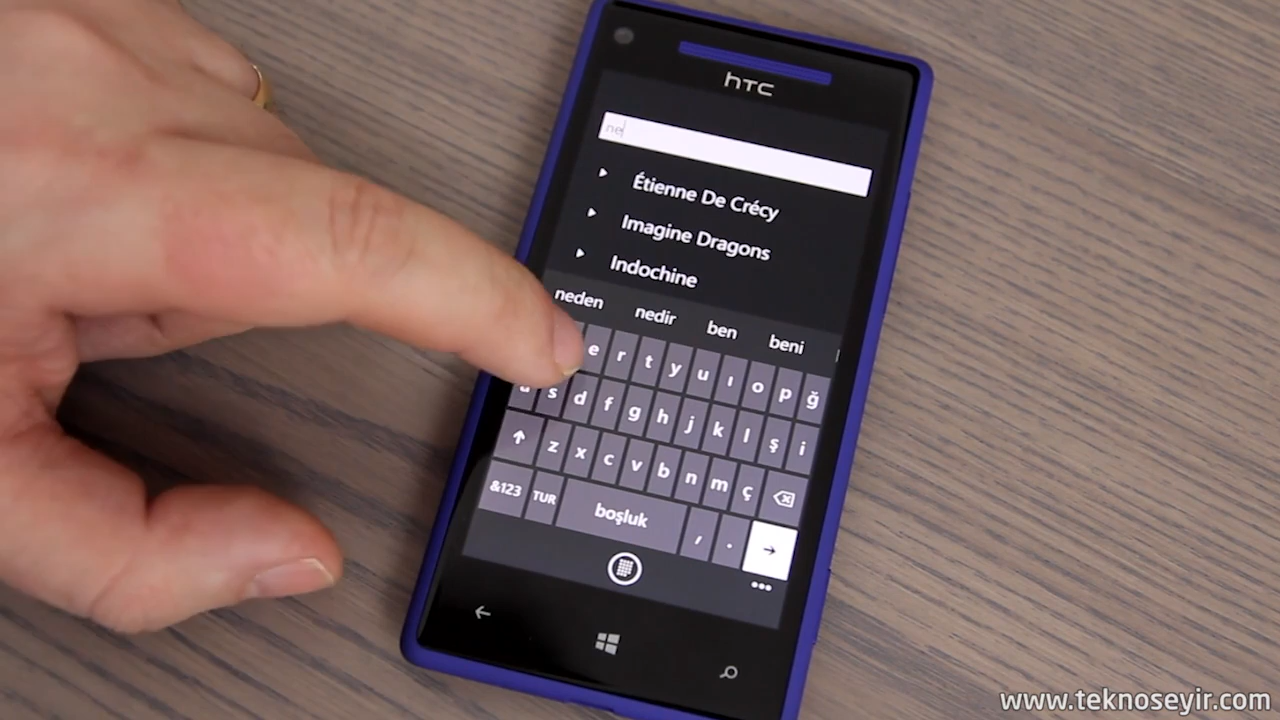 hTC
ne
Étienne De Crécy
Imagine Dragons
Indochine
neden nedir ben beni
e r t y u ı o p ğ
a s d f g h j k l ş i
z x c v b n m ç
&123 TUR boşluk , .
www.teknoseyir.com